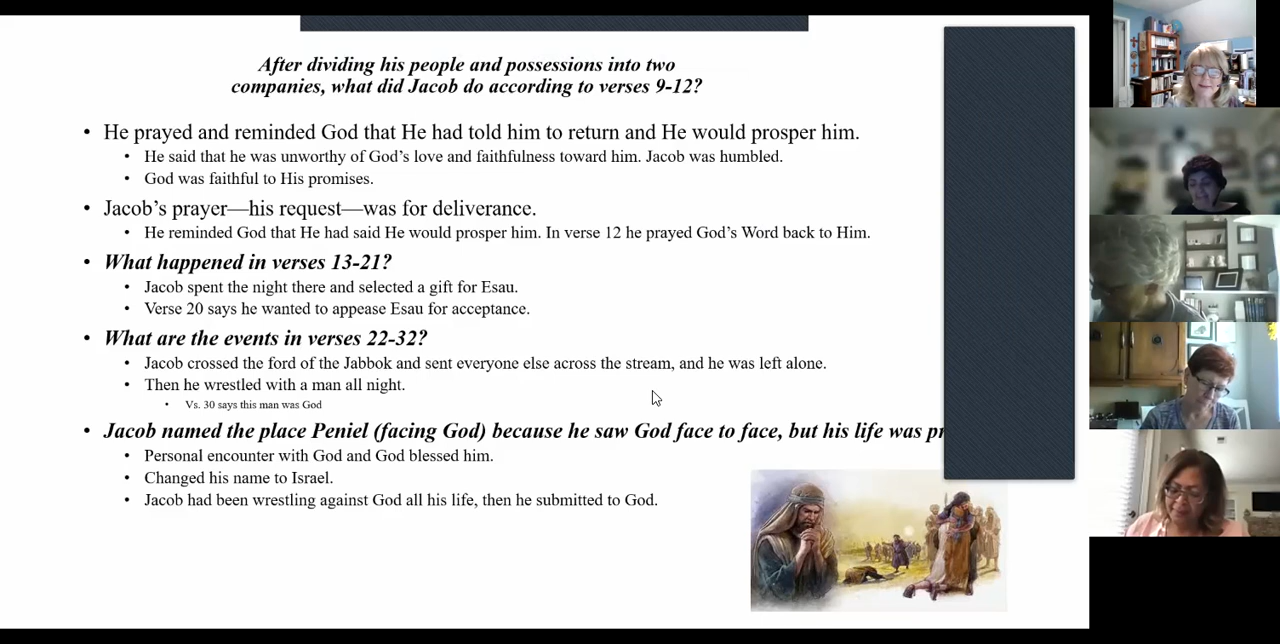 After dividing his people and possessions into two
companies, what did Jacob do according to verses 9-12?
• He prayed and reminded God that He had told him to return and He would prosper him.
• He said that he was unworthy of God’s love and faithfulness toward him. Jacob was humbled.
• God was faithful to His promises.
• Jacob’s prayer—his request—was for deliverance.
• He reminded God that He had said He would prosper him. In verse 12 he prayed God’s Word back to Him.
• What happened in verses 13-21?
• Jacob spent the night there and selected a gift for Esau.
• Verse 20 says he wanted to appease Esau for acceptance.
• What are the events in verses 22-32?
• Jacob crossed the ford of the Jabbok and sent everyone else across the stream, and he was left alone.
• Then he wrestled with a man all night.
• Vs. 30 says this man was God
• Jacob named the place Peniel (facing God) because he saw God face to face, but his life was
• Personal encounter with God and God blessed him.
• Changed his name to Israel.
• Jacob had been wrestling against God all his life, then he submitted to God.